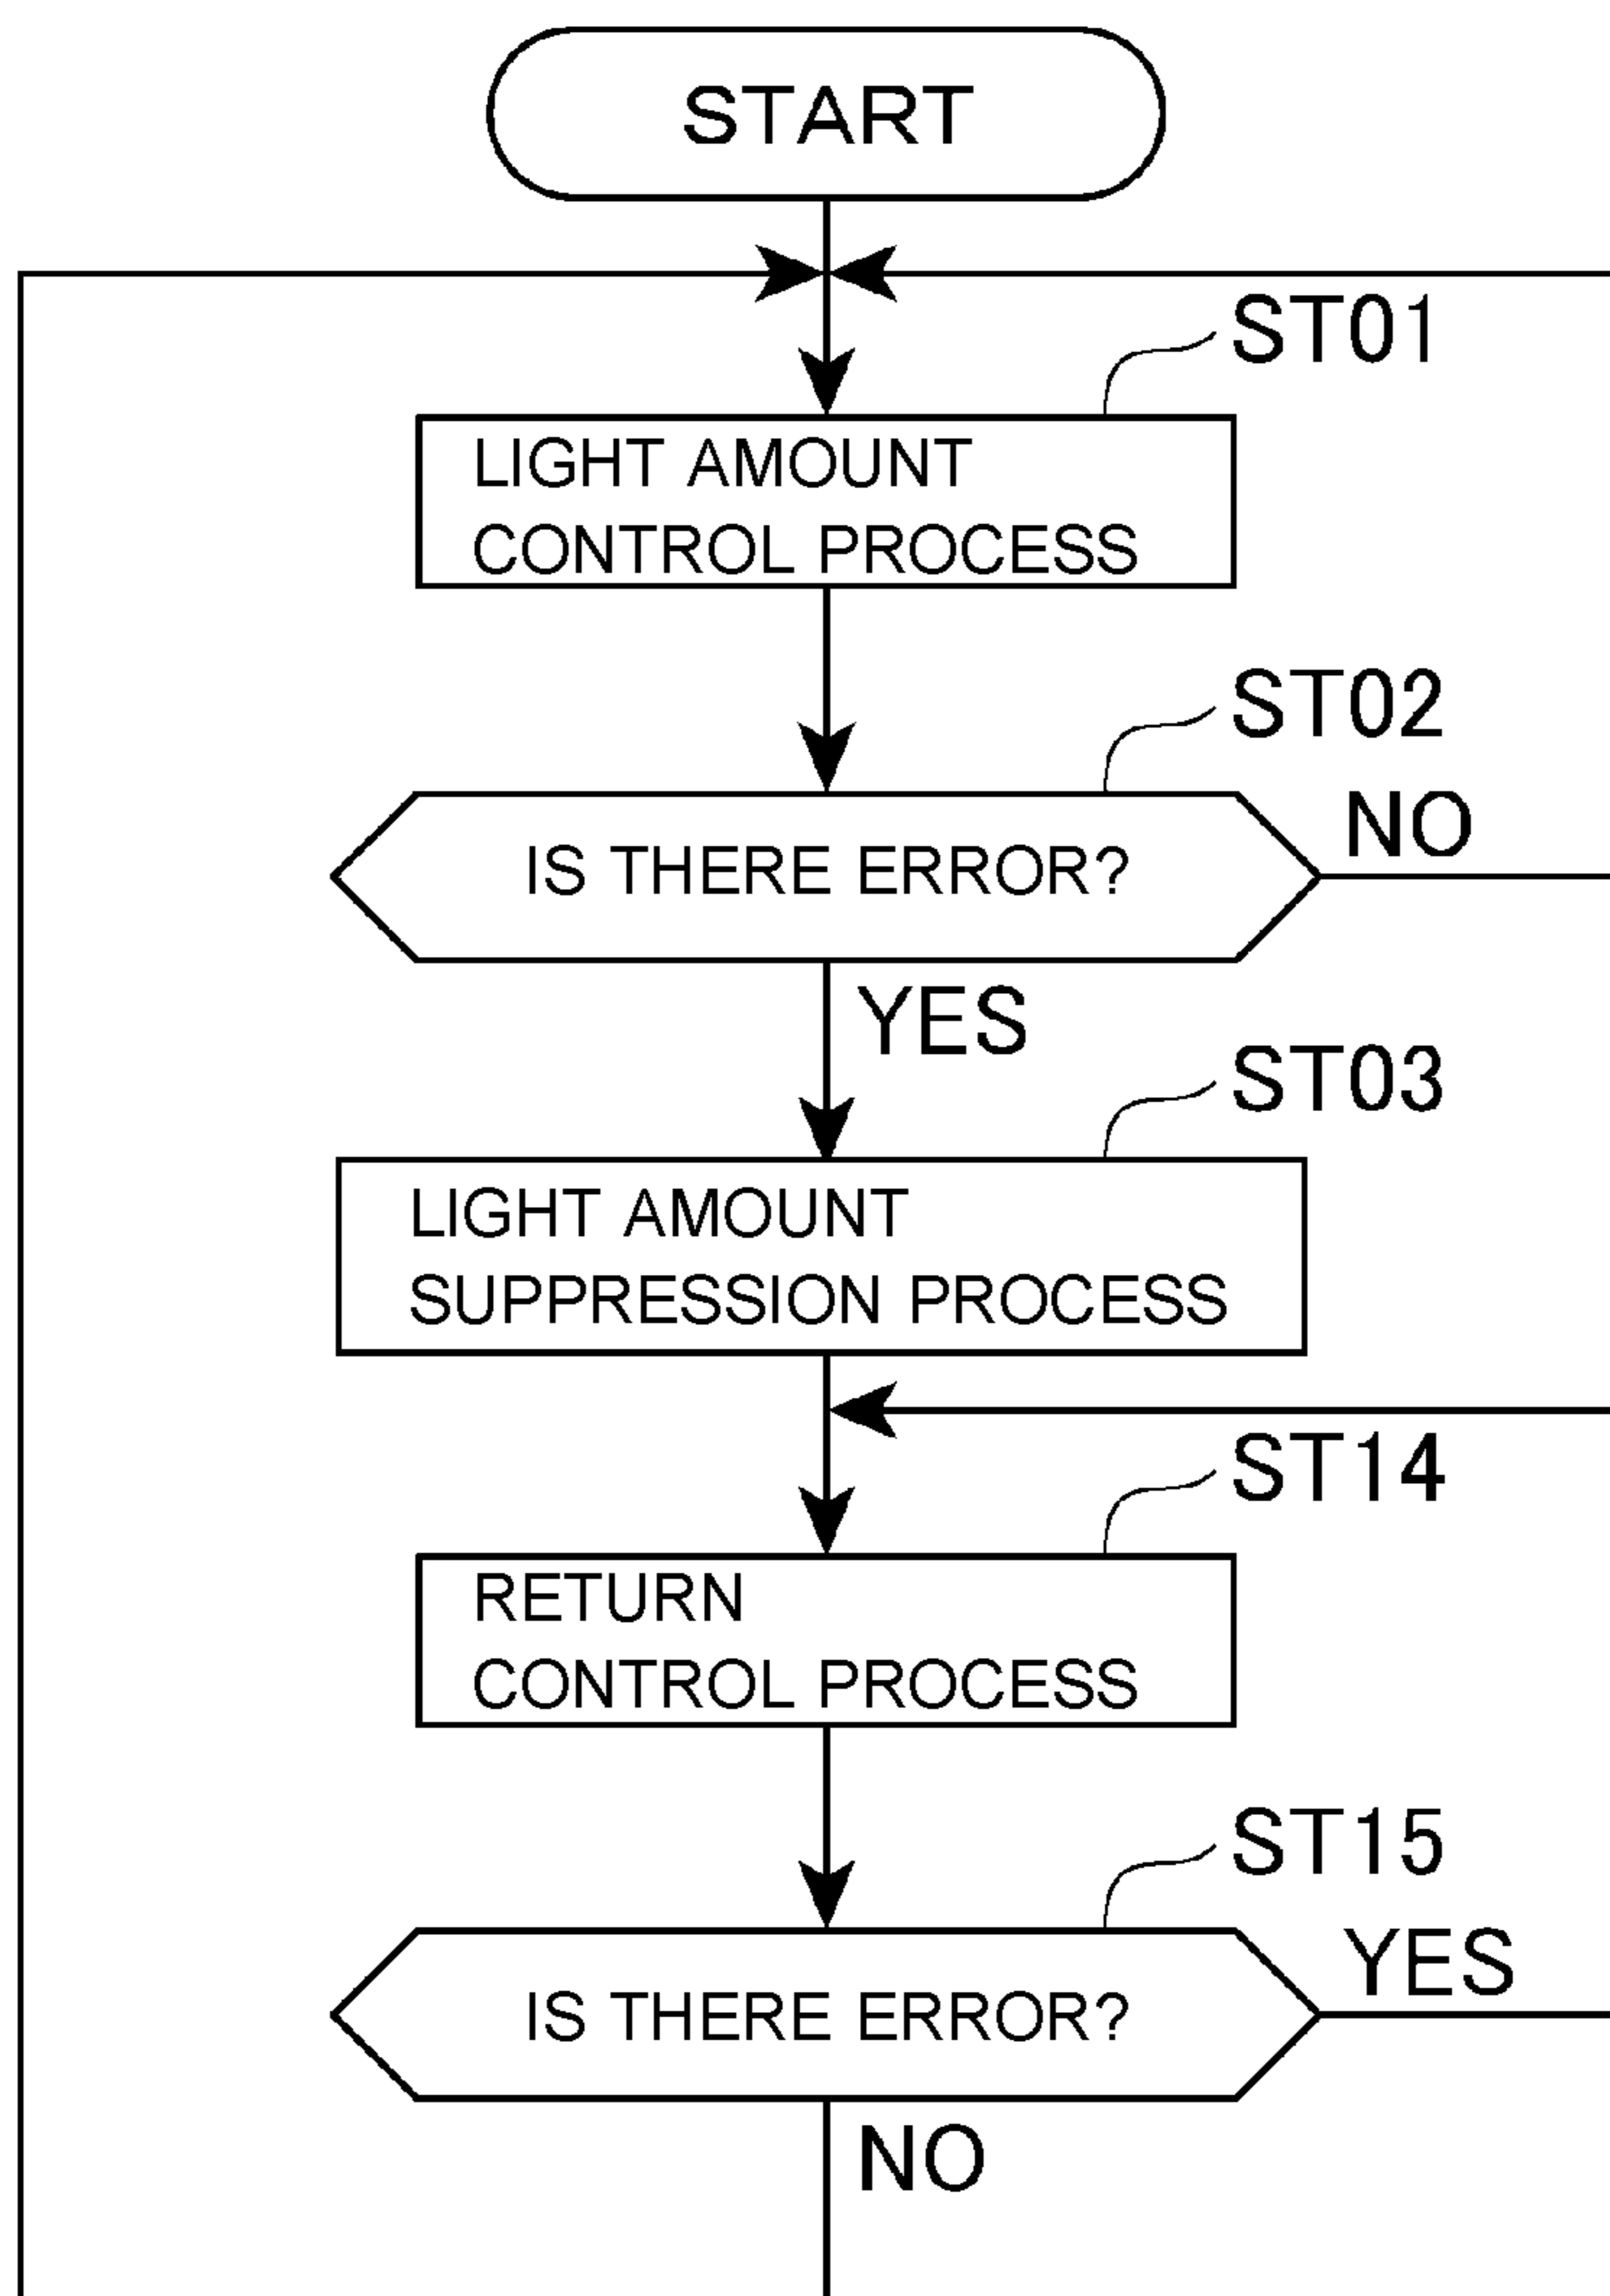 START
ST01
LIGHT AMOUNT
CONTROL PROCESS
ST02
NO
IS THERE ERROR?
YES
ST03
LIGHT AMOUNT
SUPPRESSION PROCESS
ST14
RETURN
CONTROL PROCESS
ST15
YES
IS THERE ERROR?
NO